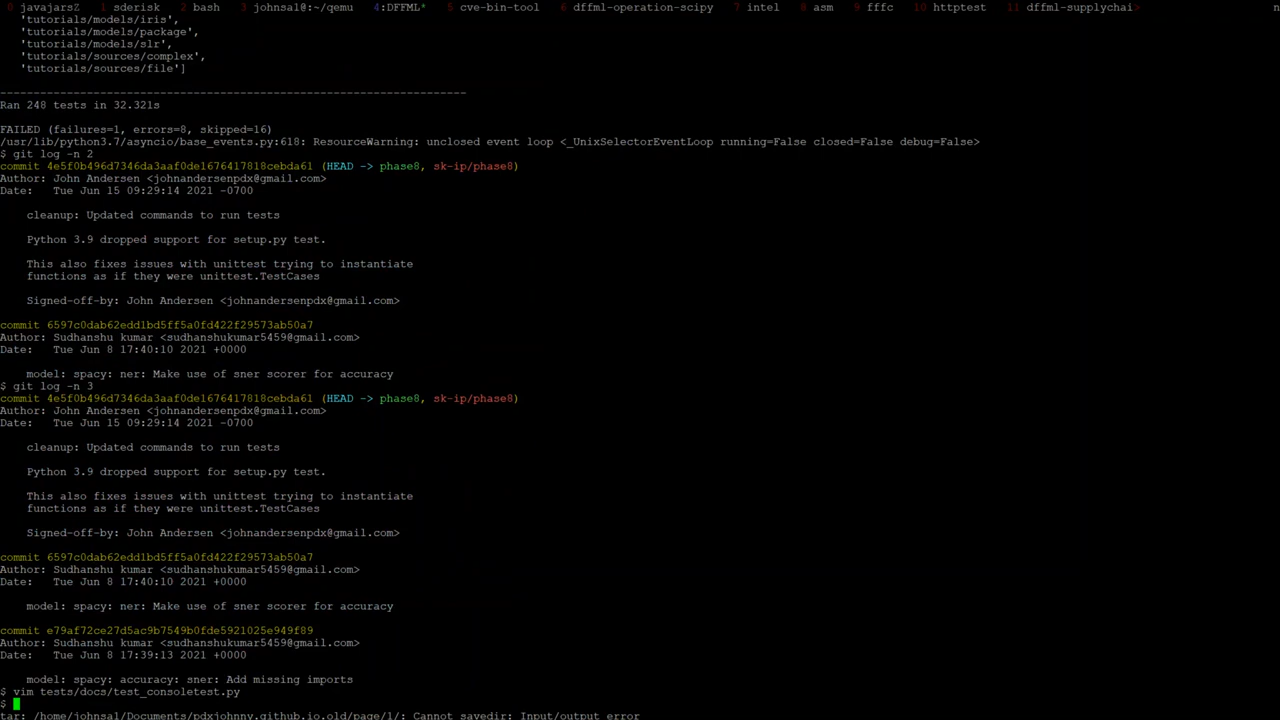 0 javajarsZ 1 sderisk 2 bash 3 johnsal@:~/qemu 4:DFFML* 5 cve-bin-tool 6 dffml-operation-scipy 7 intel 8 asm 9 fffc 10 httptest 11 dffml-supplychai> n
'tutorials/models/iris',
'tutorials/models/package',
'tutorials/models/slr',
'tutorials/sources/complex',
'tutorials/sources/file']
----------------------------------------------------------------------
Ran 248 tests in 32.321s
FAILED (failures=1, errors=8, skipped=16)
/usr/lib/python3.7/asyncio/base_events.py:618: ResourceWarning: unclosed event loop <_UnixSelectorEventLoop running=False closed=False debug=False>
$ git log -n 2
commit 4e5f0b496d7346da3af0de1676417818cebda61 (HEAD -> phase8, sk-ip/phase8)
Author: John Andersen <johnandersenpdx@gmail.com>
Date:   Tue Jun 15 09:29:14 2021 -0700
cleanup: Updated commands to run tests
Python 3.9 dropped support for setup.py test.
This also fixes issues with unittest trying to instantiate
functions as if they were unittest.TestCases
Signed-off-by: John Andersen <johnandersenpdx@gmail.com>
commit 6597c0dab62edd1bd5ff5a0fd422f29573ab50a7
Author: Sudhanshu kumar <sudhanshukumar5459@gmail.com>
Date:   Tue Jun 8 17:40:10 2021 +0000
model: spacy: ner: Make use of sner scorer for accuracy
$ git log -n 3
commit 4e5f0b496d7346da3af0de1676417818cebda61 (HEAD -> phase8, sk-ip/phase8)
Author: John Andersen <johnandersenpdx@gmail.com>
Date:   Tue Jun 15 09:29:14 2021 -0700
cleanup: Updated commands to run tests
Python 3.9 dropped support for setup.py test.
This also fixes issues with unittest trying to instantiate
functions as if they were unittest.TestCases
Signed-off-by: John Andersen <johnandersenpdx@gmail.com>
commit 6597c0dab62edd1bd5ff5a0fd422f29573ab50a7
Author: Sudhanshu kumar <sudhanshukumar5459@gmail.com>
Date:   Tue Jun 8 17:40:10 2021 +0000
model: spacy: ner: Make use of sner scorer for accuracy
commit e79af72ce27d5ac9b7549b0fde5921025e949f89
Author: Sudhanshu kumar <sudhanshukumar5459@gmail.com>
Date:   Tue Jun 8 17:39:13 2021 +0000
model: spacy: accuracy: sner: Add missing imports
$ vim tests/docs/test_consoletest.py
$
tar: /home/johnsal/Documents/pdxjohnny.github.io.old/page/1/: Cannot savedir: Input/output error